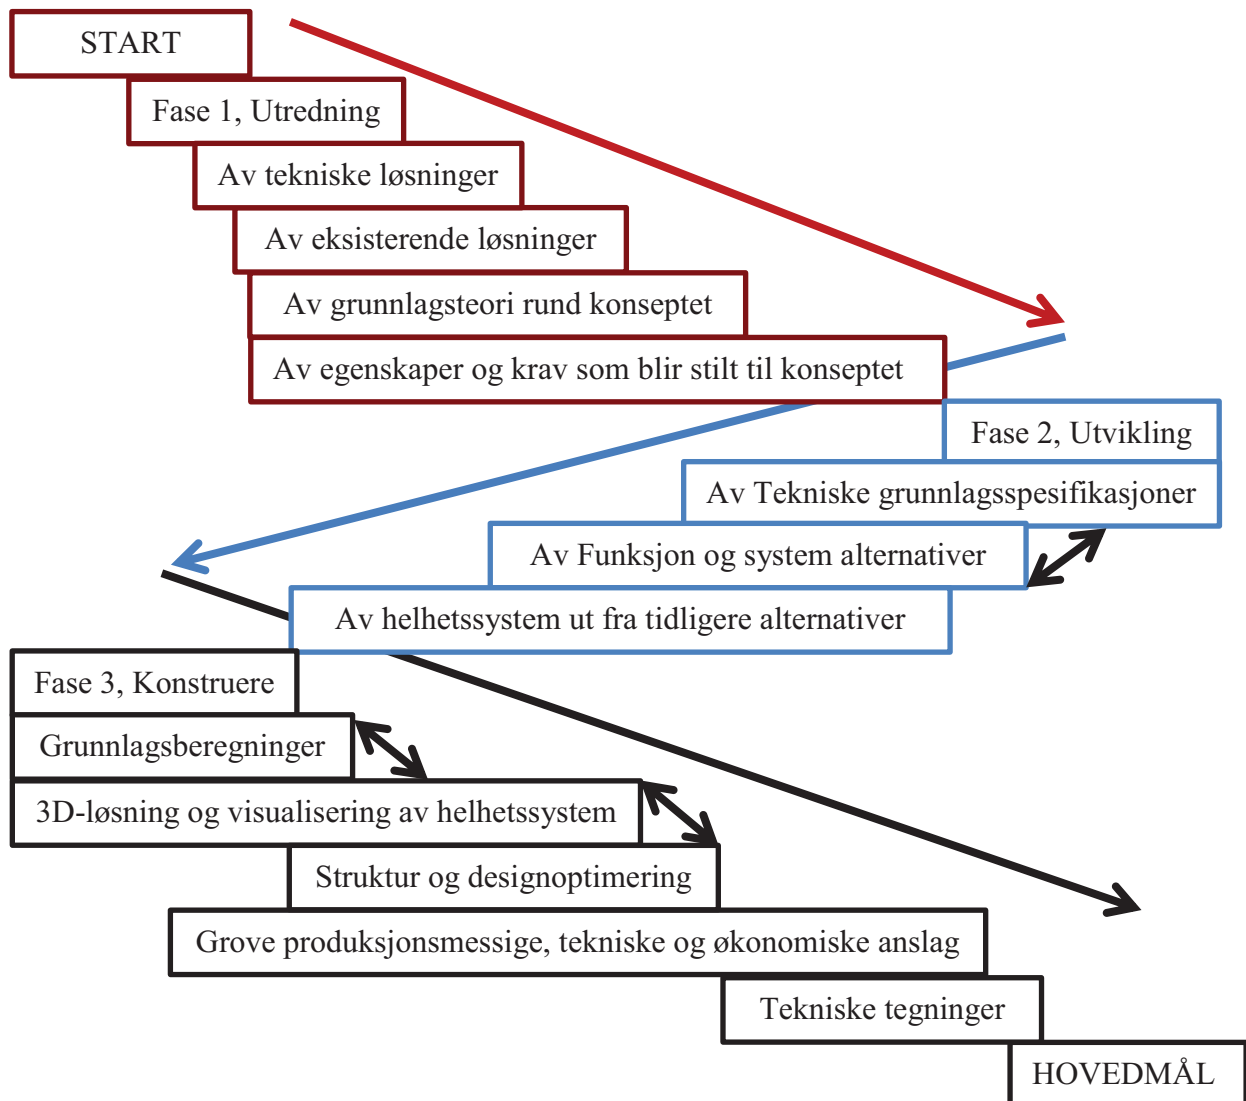 START
Fase 1, Utredning
Av tekniske løsninger
Av eksisterende løsninger
Av grunnlagsteori rund konseptet
Av egenskaper og krav som blir stilt til konseptet
Fase 2, Utvikling
Av Tekniske grunnlagsspesifikasjoner
Av Funksjon og system alternativer
Av helhetssystem ut fra tidligere alternativer
Fase 3, Konstruere
Grunnlagsberegninger
3D-løsning og visualisering av helhetssystem
Struktur og designoptimering
Grove produksjonsmessige, tekniske og økonomiske anslag
Tekniske tegninger
HOVEDMÅL